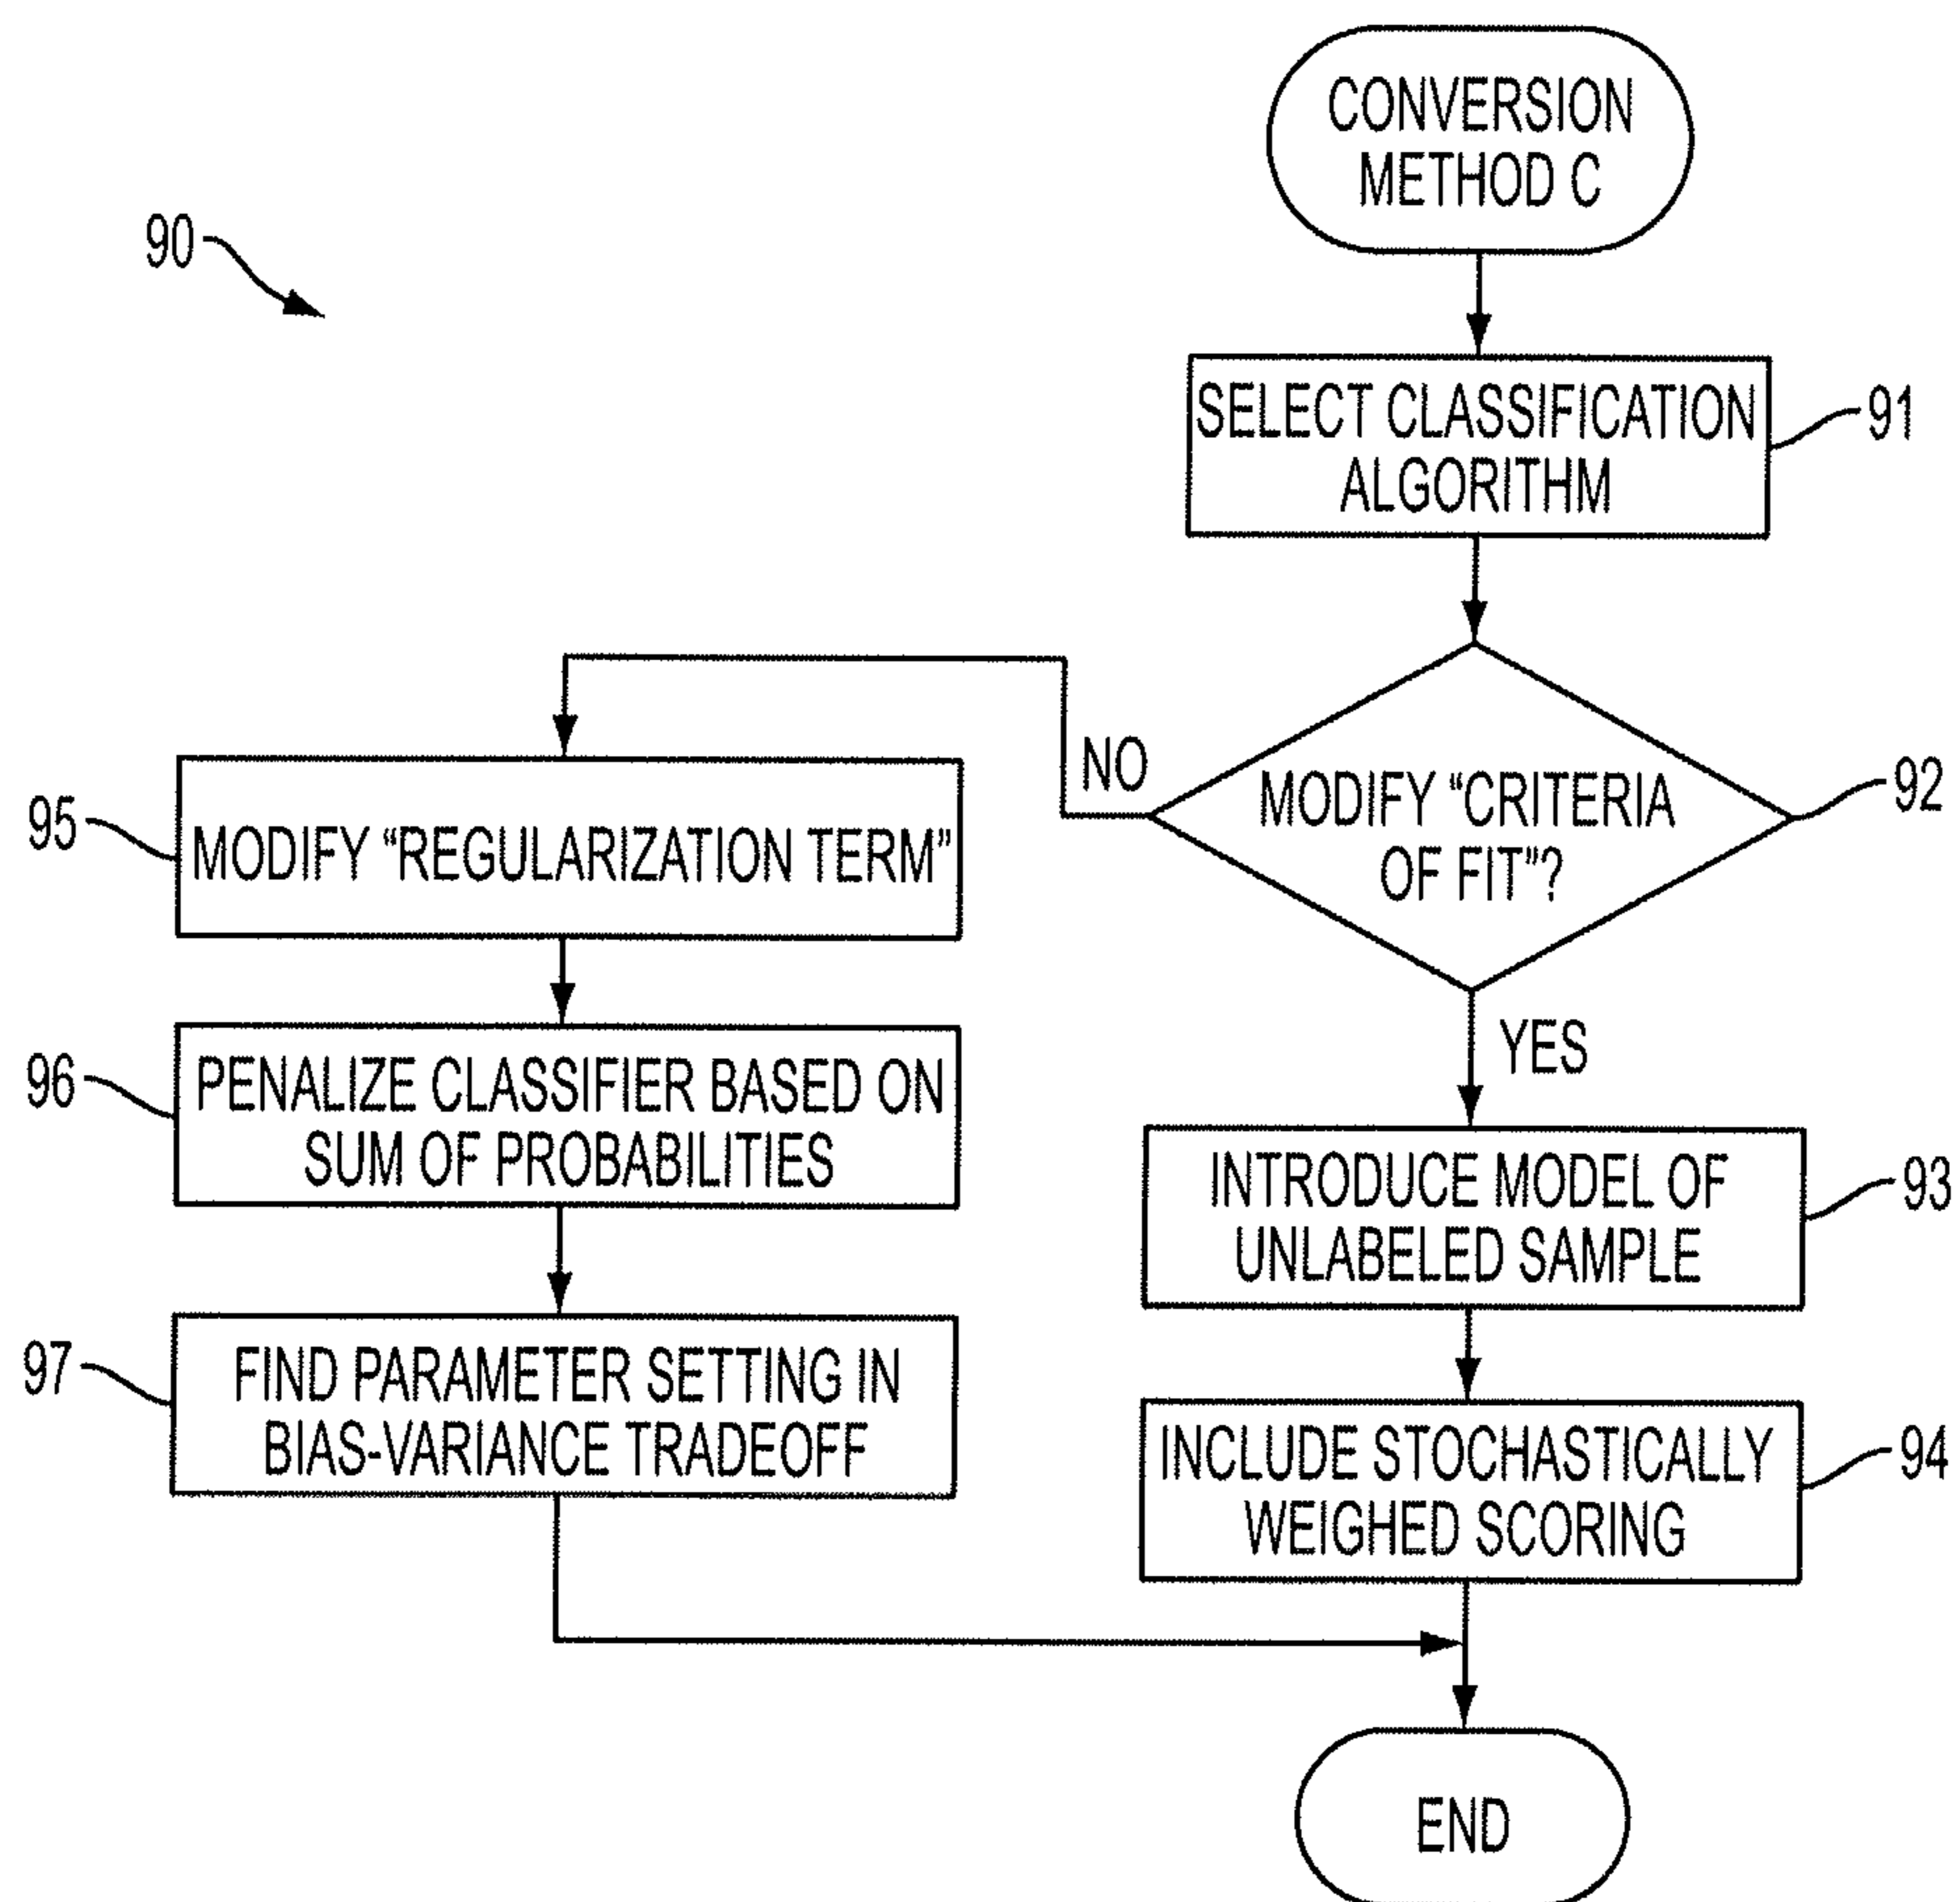 CONVERSION
METHOD C
90
SELECT CLASSIFICATION
ALGORITHM
91
MODIFY “CRITERIA
OF FIT”?
92
NO
YES
95
MODIFY “REGULARIZATION TERM”
96
PENALIZE CLASSIFIER BASED ON
SUM OF PROBABILITIES
97
FIND PARAMETER SETTING IN
BIAS-VARIANCE TRADEOFF
INTRODUCE MODEL OF
UNLABELED SAMPLE
93
INCLUDE STOCHASTICALLY
WEIGHED SCORING
94
END